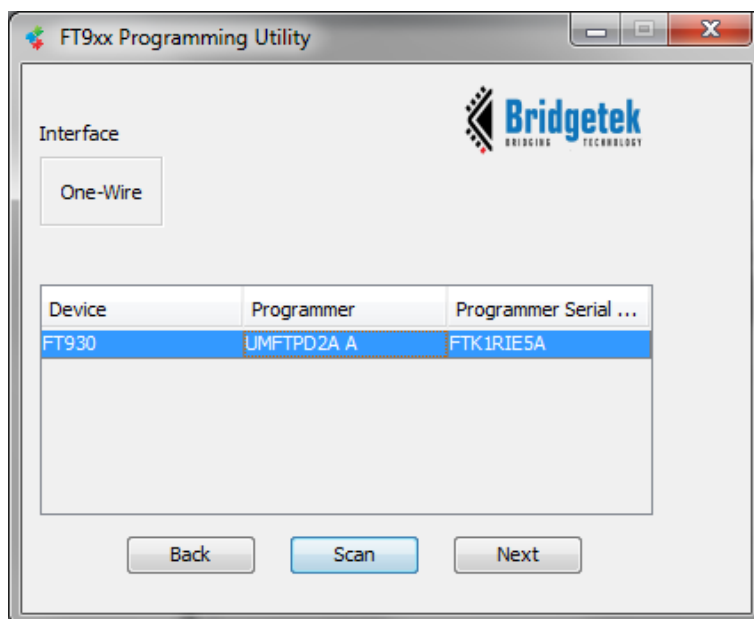 FT9xx Programming Utility
Bridgetek
BRIDGING TECHNOLOGY
Interface
One-Wire
Device Programmer Programmer Serial ...
FT930 UMFTPD2A A FTK1RIE5A
Back Scan Next